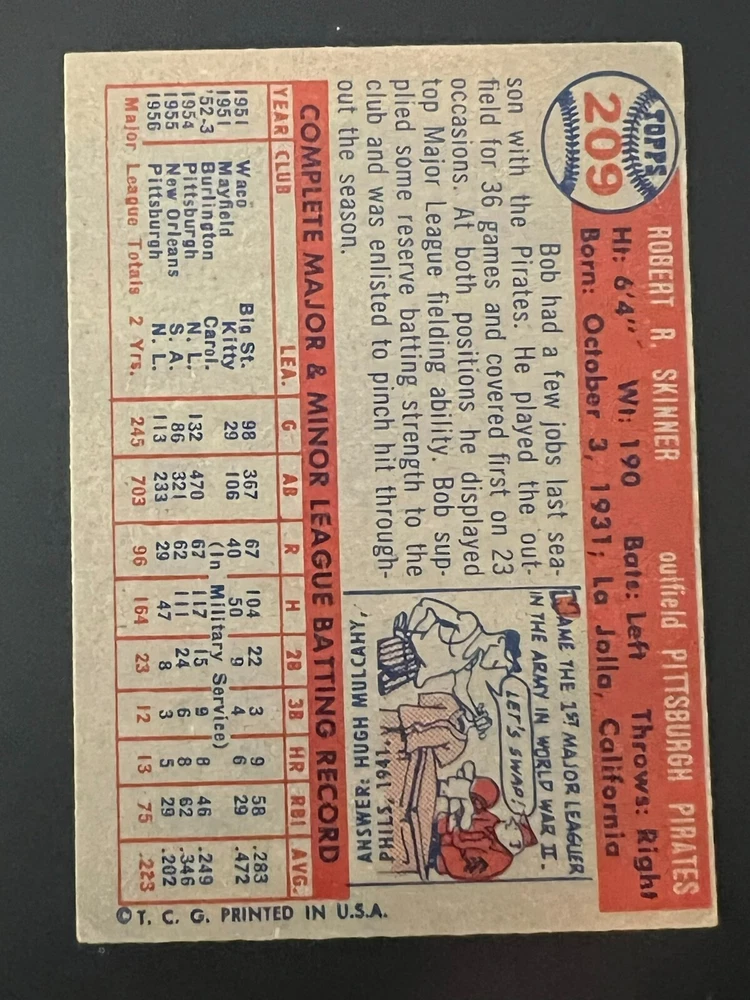 TOPPS
209
ROBERT R. SKINNER
outfield PITTSBURGH PIRATES
Ht: 6'4" Wt: 190 Bats: Left Throws: Right
Born: October 3, 1931; La Jolla, California
Bob had a few jobs last sea-
son with the Pirates. He played the out-
field for 36 games and covered first on 23
occasions. At both positions he displayed
top Major League fielding ability. Bob sup-
plied some reserve batting strength to the
club and was enlisted to pinch hit through-
out the season.
NAME THE 1ST MAJOR LEAGUER
IN THE ARMY IN WORLD WAR II.
LET'S SWAP!
?
ANSWER: HUGH MULCAHY,
PHILS, 1941.
COMPLETE MAJOR & MINOR LEAGUE BATTING RECORD
YEAR CLUB LEA. G AB R H 2B 3B HR RBI AVG.
1951 Waco Big St. 98 367 67 104 22 3 9 58 .283
1951 Mayfield Kitty 29 106 40 50 9 4 6 29 .472
'52-3 Burlington Carol. (In Military Service)
1954 Pittsburgh N. L. 132 470 67 117 15 9 8 46 .249
1955 New Orleans S. A. 86 321 62 111 24 6 8 62 .346
1956 Pittsburgh N. L. 113 233 29 47 8 3 5 29 .202
Major League Totals 2 Yrs. 245 703 96 164 23 12 13 75 .223
©T. C. G. PRINTED IN U.S.A.